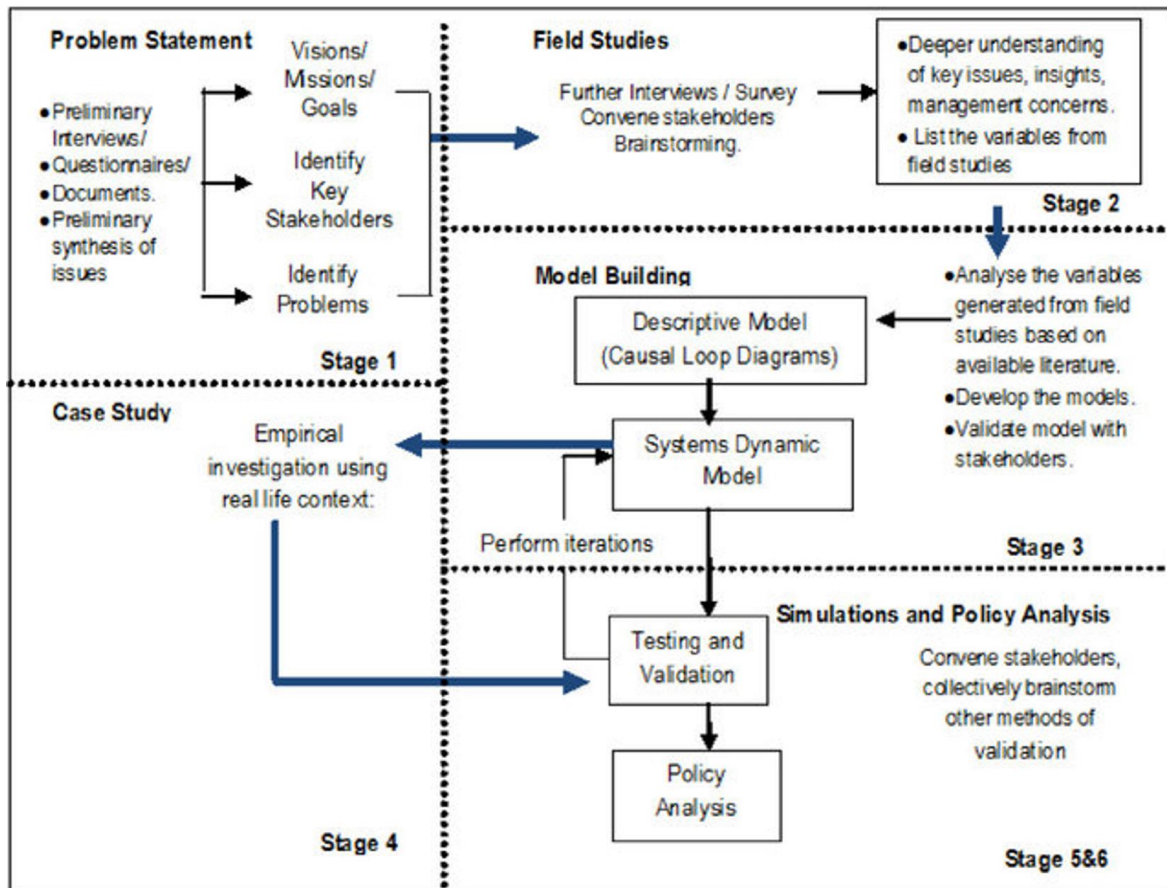 Problem Statement
●Preliminary
Interviews/
●Questionnaires/
●Documents.
●Preliminary
synthesis of
issues
Visions/
Missions/
Goals
Identify
Key
Stakeholders
Identify
Problems
Stage 1
Field Studies
Further Interviews / Survey
Convene stakeholders
Brainstorming.
●Deeper understanding
of key issues, insights,
management concerns.
● List the variables from
field studies
Stage 2
Model Building
Descriptive Model
(Causal Loop Diagrams)
Systems Dynamic
Model
●Analyse the variables
generated from field
studies based on
available literature.
●Develop the models.
●Validate model with
stakeholders.
Perform iterations
Stage 3
Case Study
Empirical
investigation using
real life context:
Stage 4
Simulations and Policy Analysis
Testing and
Validation
Policy
Analysis
Convene stakeholders,
collectively brainstorm
other methods of
validation
Stage 5&6